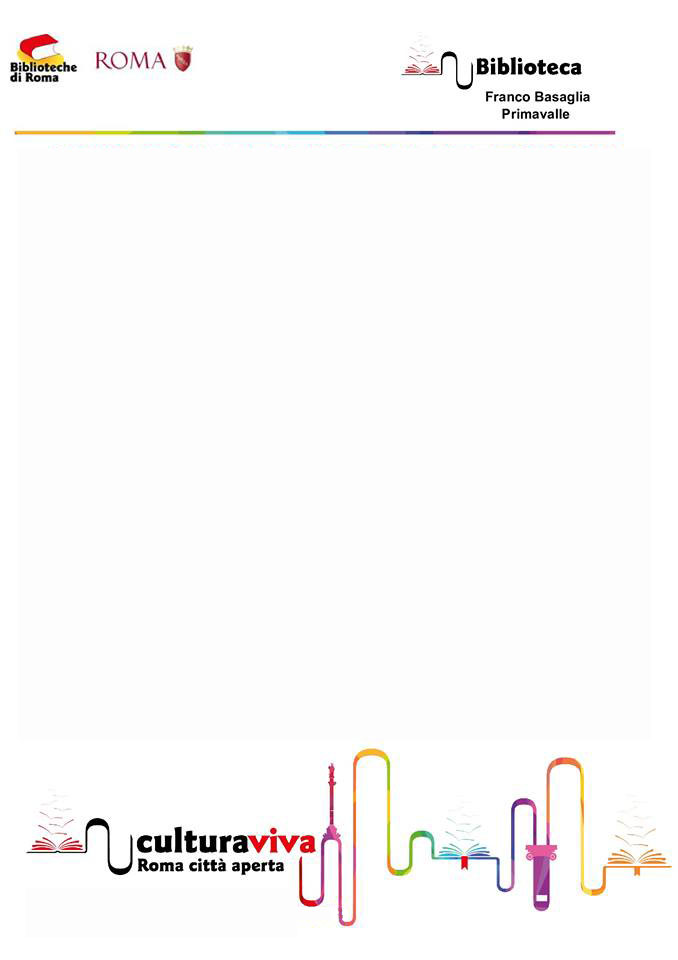 Biblioteche
di Roma
ROMA
Biblioteca
Franco Basaglia
Primavalle
culturaviva
Roma città aperta